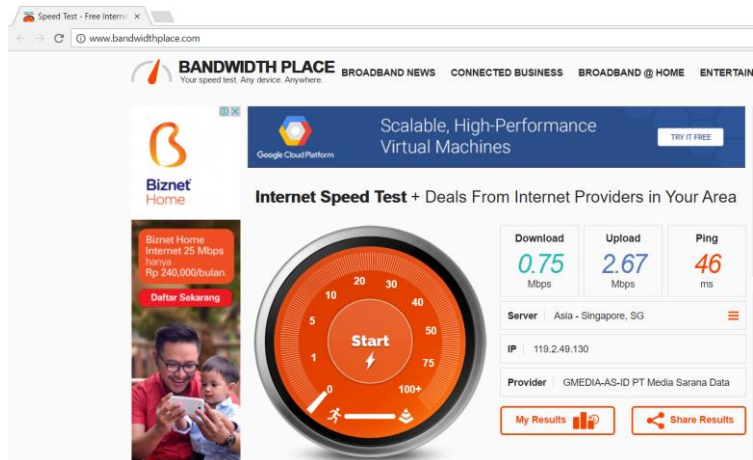 Speed Test - Free Interne
www.bandwidthplace.com
BANDWIDTH PLACE
Your speed test. Any device. Anywhere.
BROADBAND NEWS CONNECTED BUSINESS BROADBAND @ HOME ENTERTAIN
Biznet
Home
Google Cloud Platform
Scalable, High-Performance
Virtual Machines
TRY IT FREE
Internet Speed Test + Deals From Internet Providers in Your Area
Biznet Home
Internet 25 Mbps
hanya
Rp 240,000/bulan.
Daftar Sekarang
0
1
5
10
20
30
40
50
75
100+
Start
Download Upload Ping
0.75 2.67 46
Mbps Mbps ms
Server Asia - Singapore, SG
IP 119.2.49.130
Provider GMEDIA-AS-ID PT Media Sarana Data
My Results Share Results